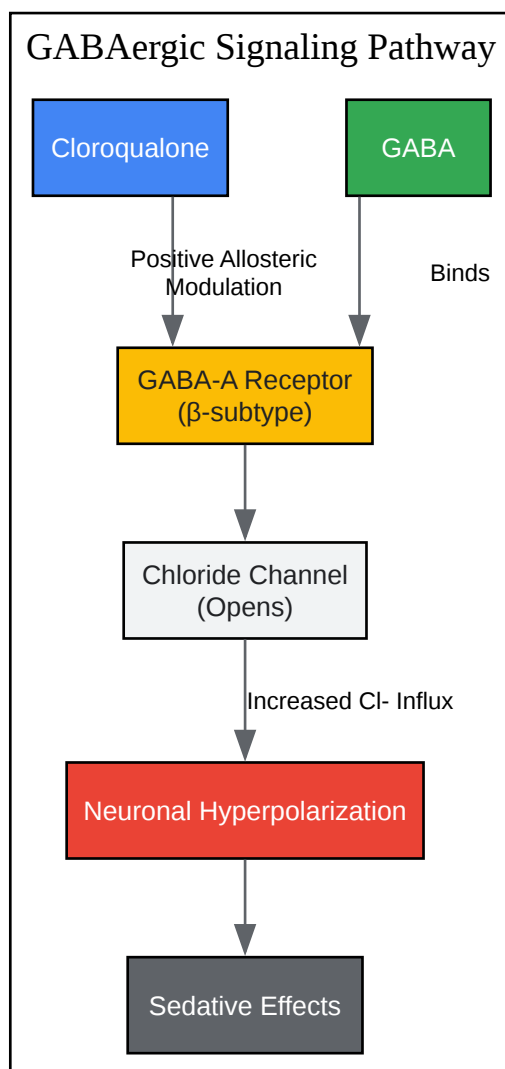 GABAergic Signaling Pathway
Cloroqualone
GABA
Positive Allosteric
Modulation
Binds
GABA-A Receptor
(β-subtype)
Chloride Channel
(Opens)
Increased Cl- Influx
Neuronal Hyperpolarization
Sedative Effects